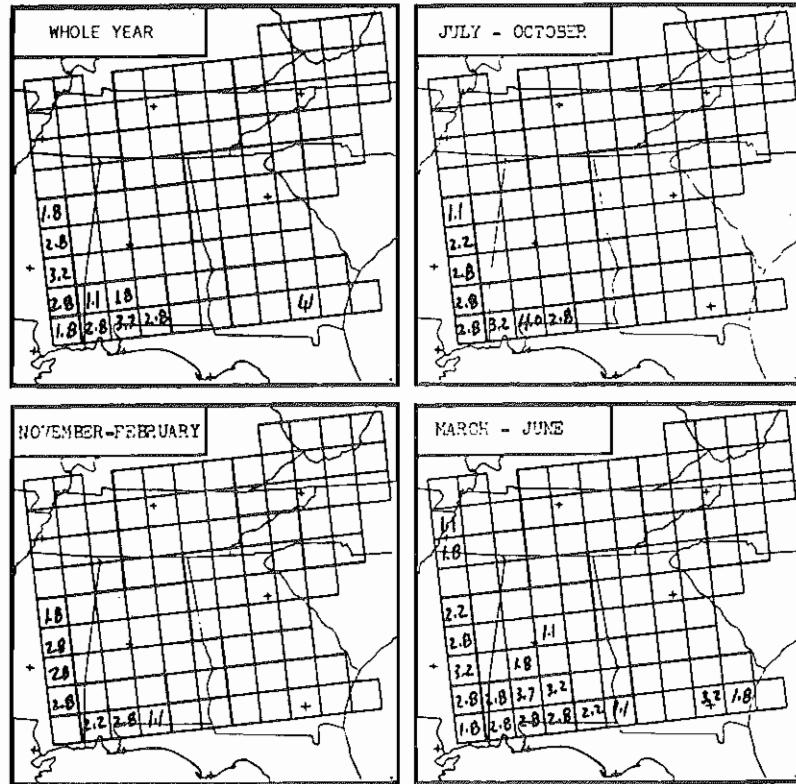 WHOLE YEAR
1.8
2.8
3.2
2.8 1.1 1.8
1.8 2.8 3.7 2.8
JULY - OCTOBER
1.1
2.2
2.8
2.8
2.8 3.2 4.0 2.8
NOVEMBER-FEBRUARY
1.8
2.8
2.8
2.8
2.2 2.8 1.1
MARCH - JUNE
1.1
1.8
2.2
2.8 1.1
3.2 1.8
2.8 2.8 3.7 3.2
1.8 2.8 2.8 2.8 2.2 1.1 3.2 1.8